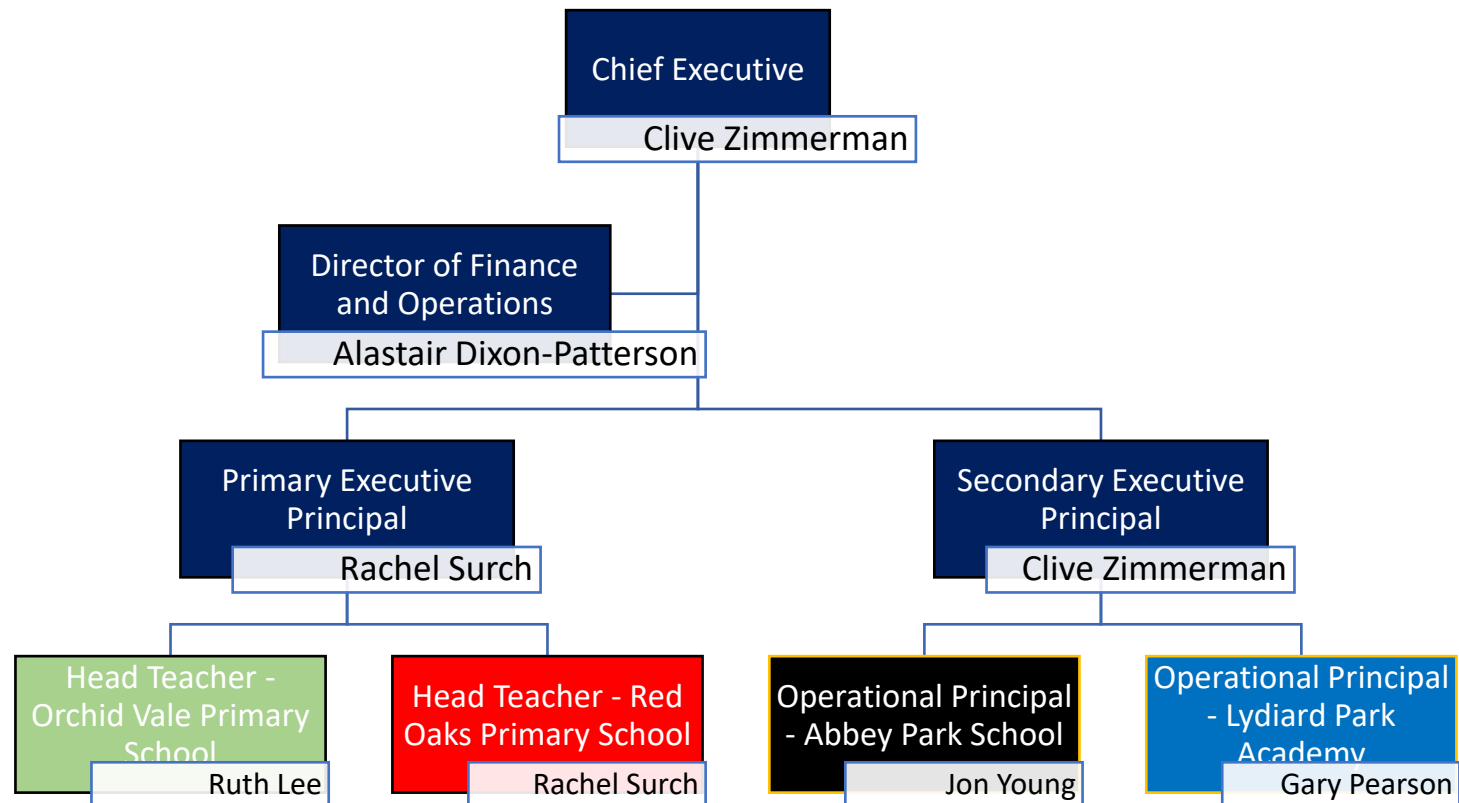 Chief Executive
Clive Zimmerman
Director of Finance
and Operations
Alastair Dixon-Patterson
Primary Executive
Principal
Rachel Surch
Secondary Executive
Principal
Clive Zimmerman
Head Teacher -
Orchid Vale Primary
School
Ruth Lee
Head Teacher - Red
Oaks Primary School
Rachel Surch
Operational Principal
- Abbey Park School
Jon Young
Operational Principal
- Lydiard Park
Academy
Gary Pearson